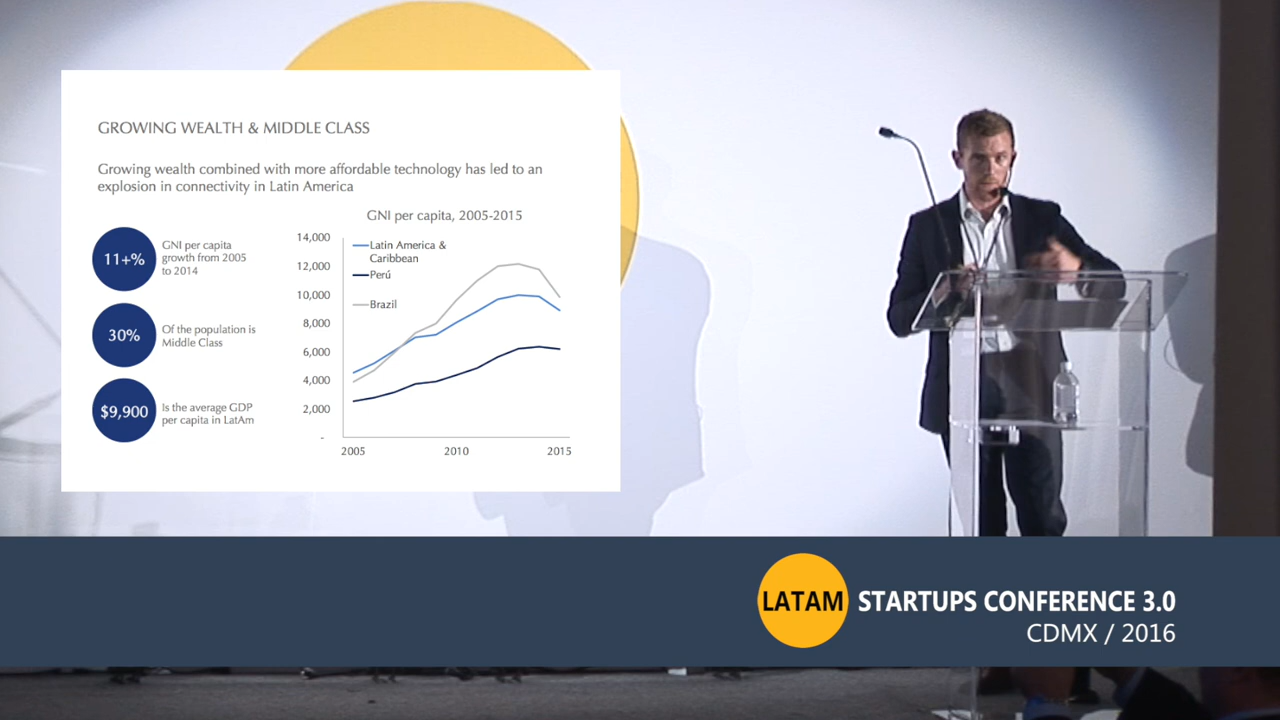 GROWING WEALTH & MIDDLE CLASS
Growing wealth combined with more affordable technology has led to an
explosion in connectivity in Latin America
11+%
GNI per capita
growth from 2005
to 2014
30%
Of the population is
Middle Class
$9,900
Is the average GDP
per capita in LatAm
GNI per capita, 2005-2015
14,000
12,000
10,000
8,000
6,000
4,000
2,000
-
Latin America &
Caribbean
Perú
Brazil
2005
2010
2015
LATAM STARTUPS CONFERENCE 3.0
CDMX / 2016